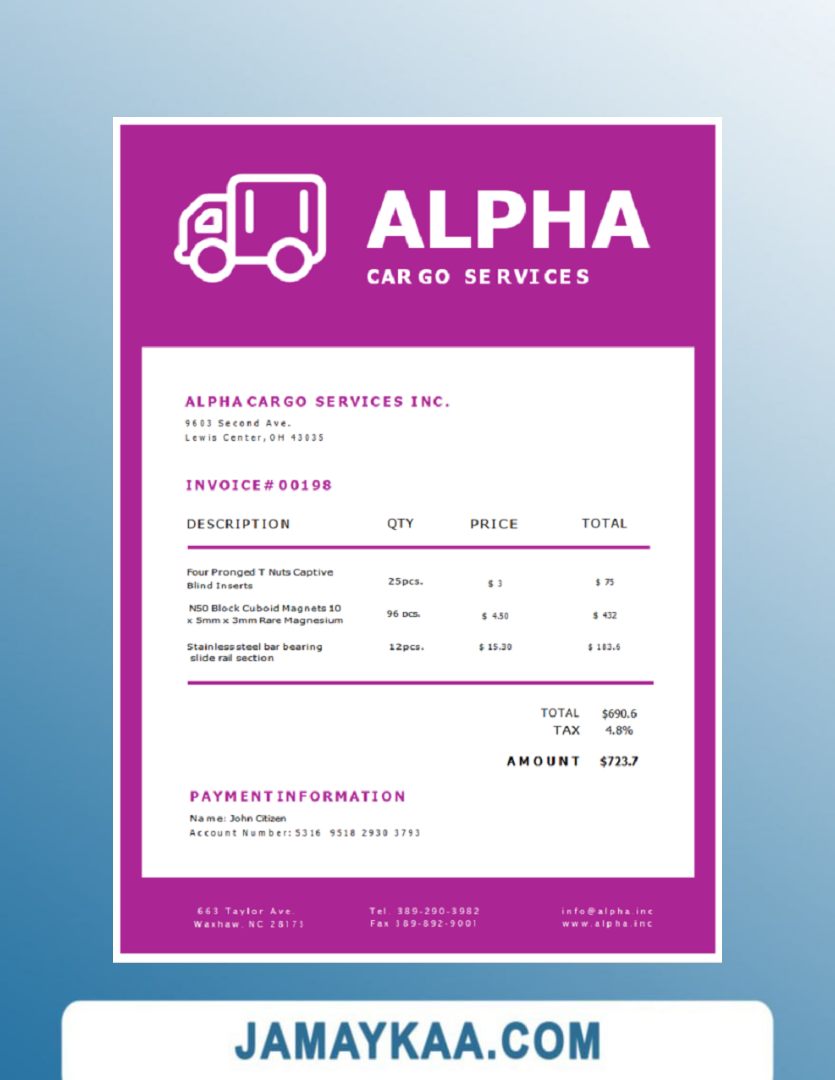 ALPHA
CARGO SERVICES
ALPHA CARGO SERVICES INC.
9603 Second Ave.
Lewis Center, OH 43035
INVOICE # 00198
DESCRIPTION QTY PRICE TOTAL
Four Pronged T Nuts Captive
Blind Inserts 25pcs. $ 3 $ 75
N50 Block Cuboid Magnets 10
x 5mm x 3mm Rare Magnesium 96 pcs. $ 4.50 $ 432
Stainless steel bar bearing
slide rail section 12pcs. $ 15.30 $ 183.6
TOTAL $690.6
TAX 4.8%
AMOUNT $723.7
PAYMENT INFORMATION
Name: John Citizen
Account Number: 5316 9518 2930 3793
663 Taylor Ave. Tel. 389-290-3982 info@alpha.inc
Waxhaw, NC 28173 Fax 389-892-9001 www.alpha.inc
JAMAYKAA.COM